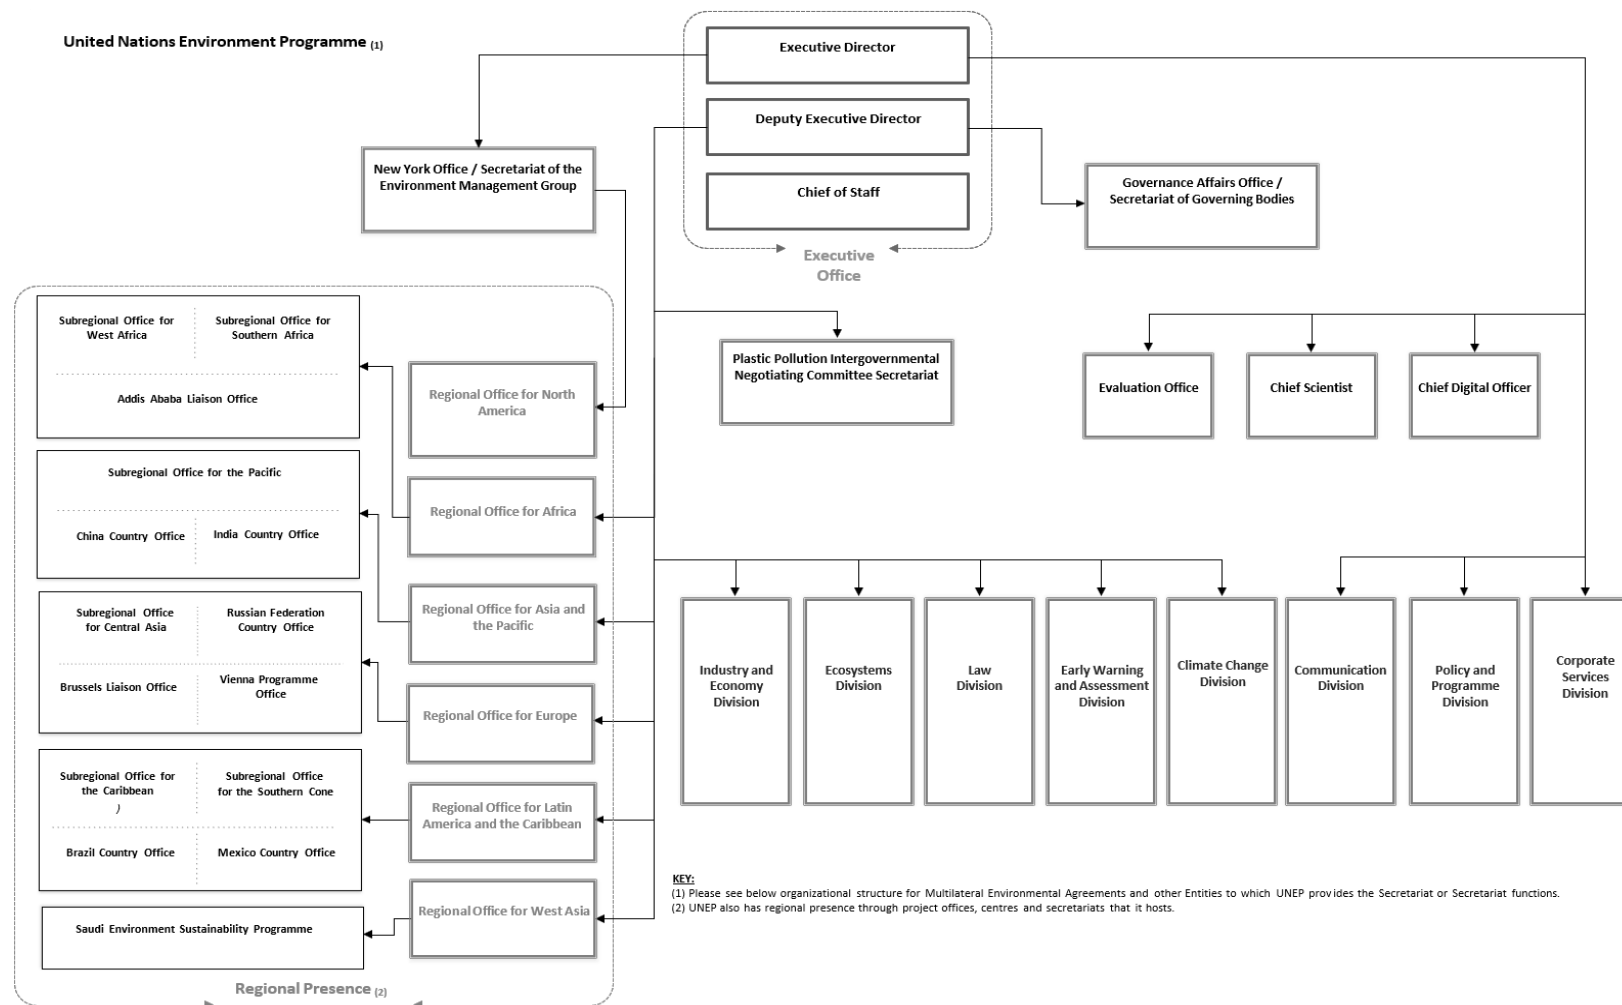 United Nations Environment Programme (1)
Executive Director
Deputy Executive Director
Chief of Staff
Executive
Office
New York Office / Secretariat of the
Environment Management Group
Governance Affairs Office /
Secretariat of Governing Bodies
Plastic Pollution Intergovernmental
Negotiating Committee Secretariat
Evaluation Office
Chief Scientist
Chief Digital Officer
Subregional Office for
West Africa
Subregional Office for
Southern Africa
Addis Ababa Liaison Office
Regional Office for North
America
Subregional Office for the Pacific
China Country Office
India Country Office
Regional Office for Africa
Subregional Office
for Central Asia
Russian Federation
Country Office
Brussels Liaison Office
Vienna Programme
Office
Regional Office for Asia and
the Pacific
Regional Office for Europe
Subregional Office for
the Caribbean
)
Subregional Office
for the Southern Cone
Brazil Country Office
Mexico Country Office
Regional Office for Latin
America and the Caribbean
Saudi Environment Sustainability Programme
Regional Office for West Asia
Regional Presence (2)
Industry and
Economy
Division
Ecosystems
Division
Law
Division
Early Warning
and Assessment
Division
Climate Change
Division
Communication
Division
Policy and
Programme
Division
Corporate
Services
Division
KEY:
(1) Please see below organizational structure for Multilateral Environmental Agreements and other Entities to which UNEP provides the Secretariat or Secretariat functions.
(2) UNEP also has regional presence through project offices, centres and secretariats that it hosts.